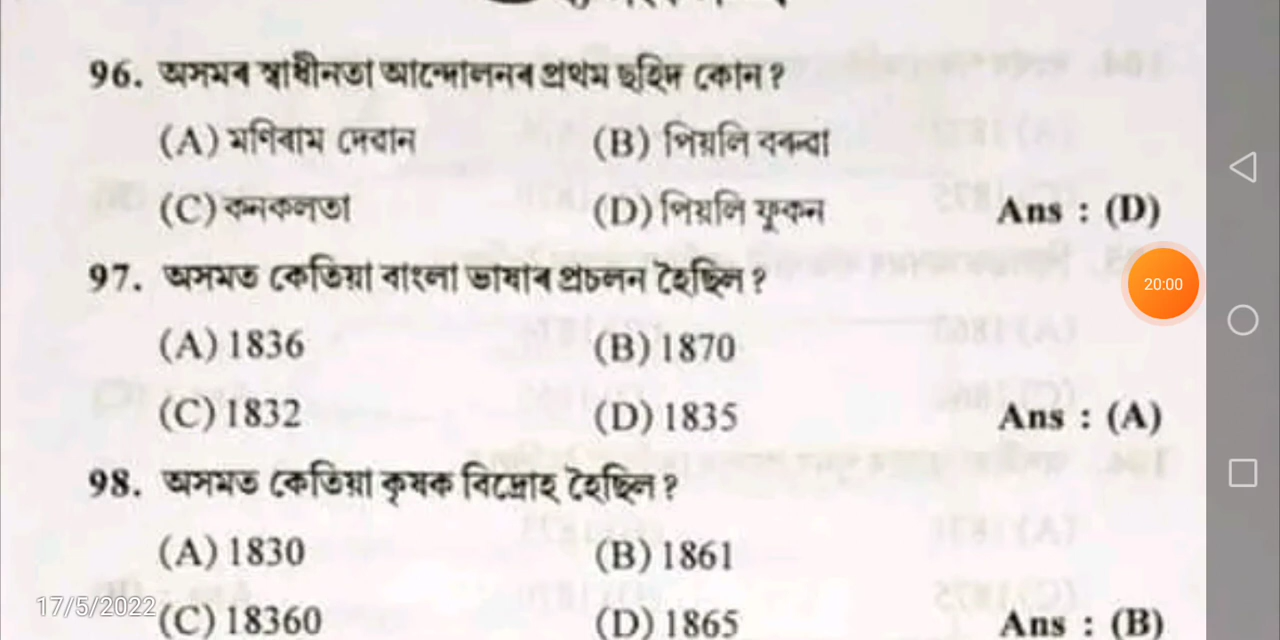 96. অসমৰ স্বাধীনতা আন্দোলনৰ প্ৰথম ছহিদ কোন ?
(A) মণিৰাম দেৱান (B) পিয়লি বৰুৱা
(C) কনকলতা (D) পিয়লি ফুকন Ans : (D)
97. অসমত কেতিয়া বাংলা ভাষাৰ প্ৰচলন হৈছিল ?
20:00
(A) 1836 (B) 1870
(C) 1832 (D) 1835 Ans : (A)
98. অসমত কেতিয়া কৃষক বিদ্ৰোহ হৈছিল ?
(A) 1830 (B) 1861
17/5/2022
(C) 18360 (D) 1865 Ans : (B)